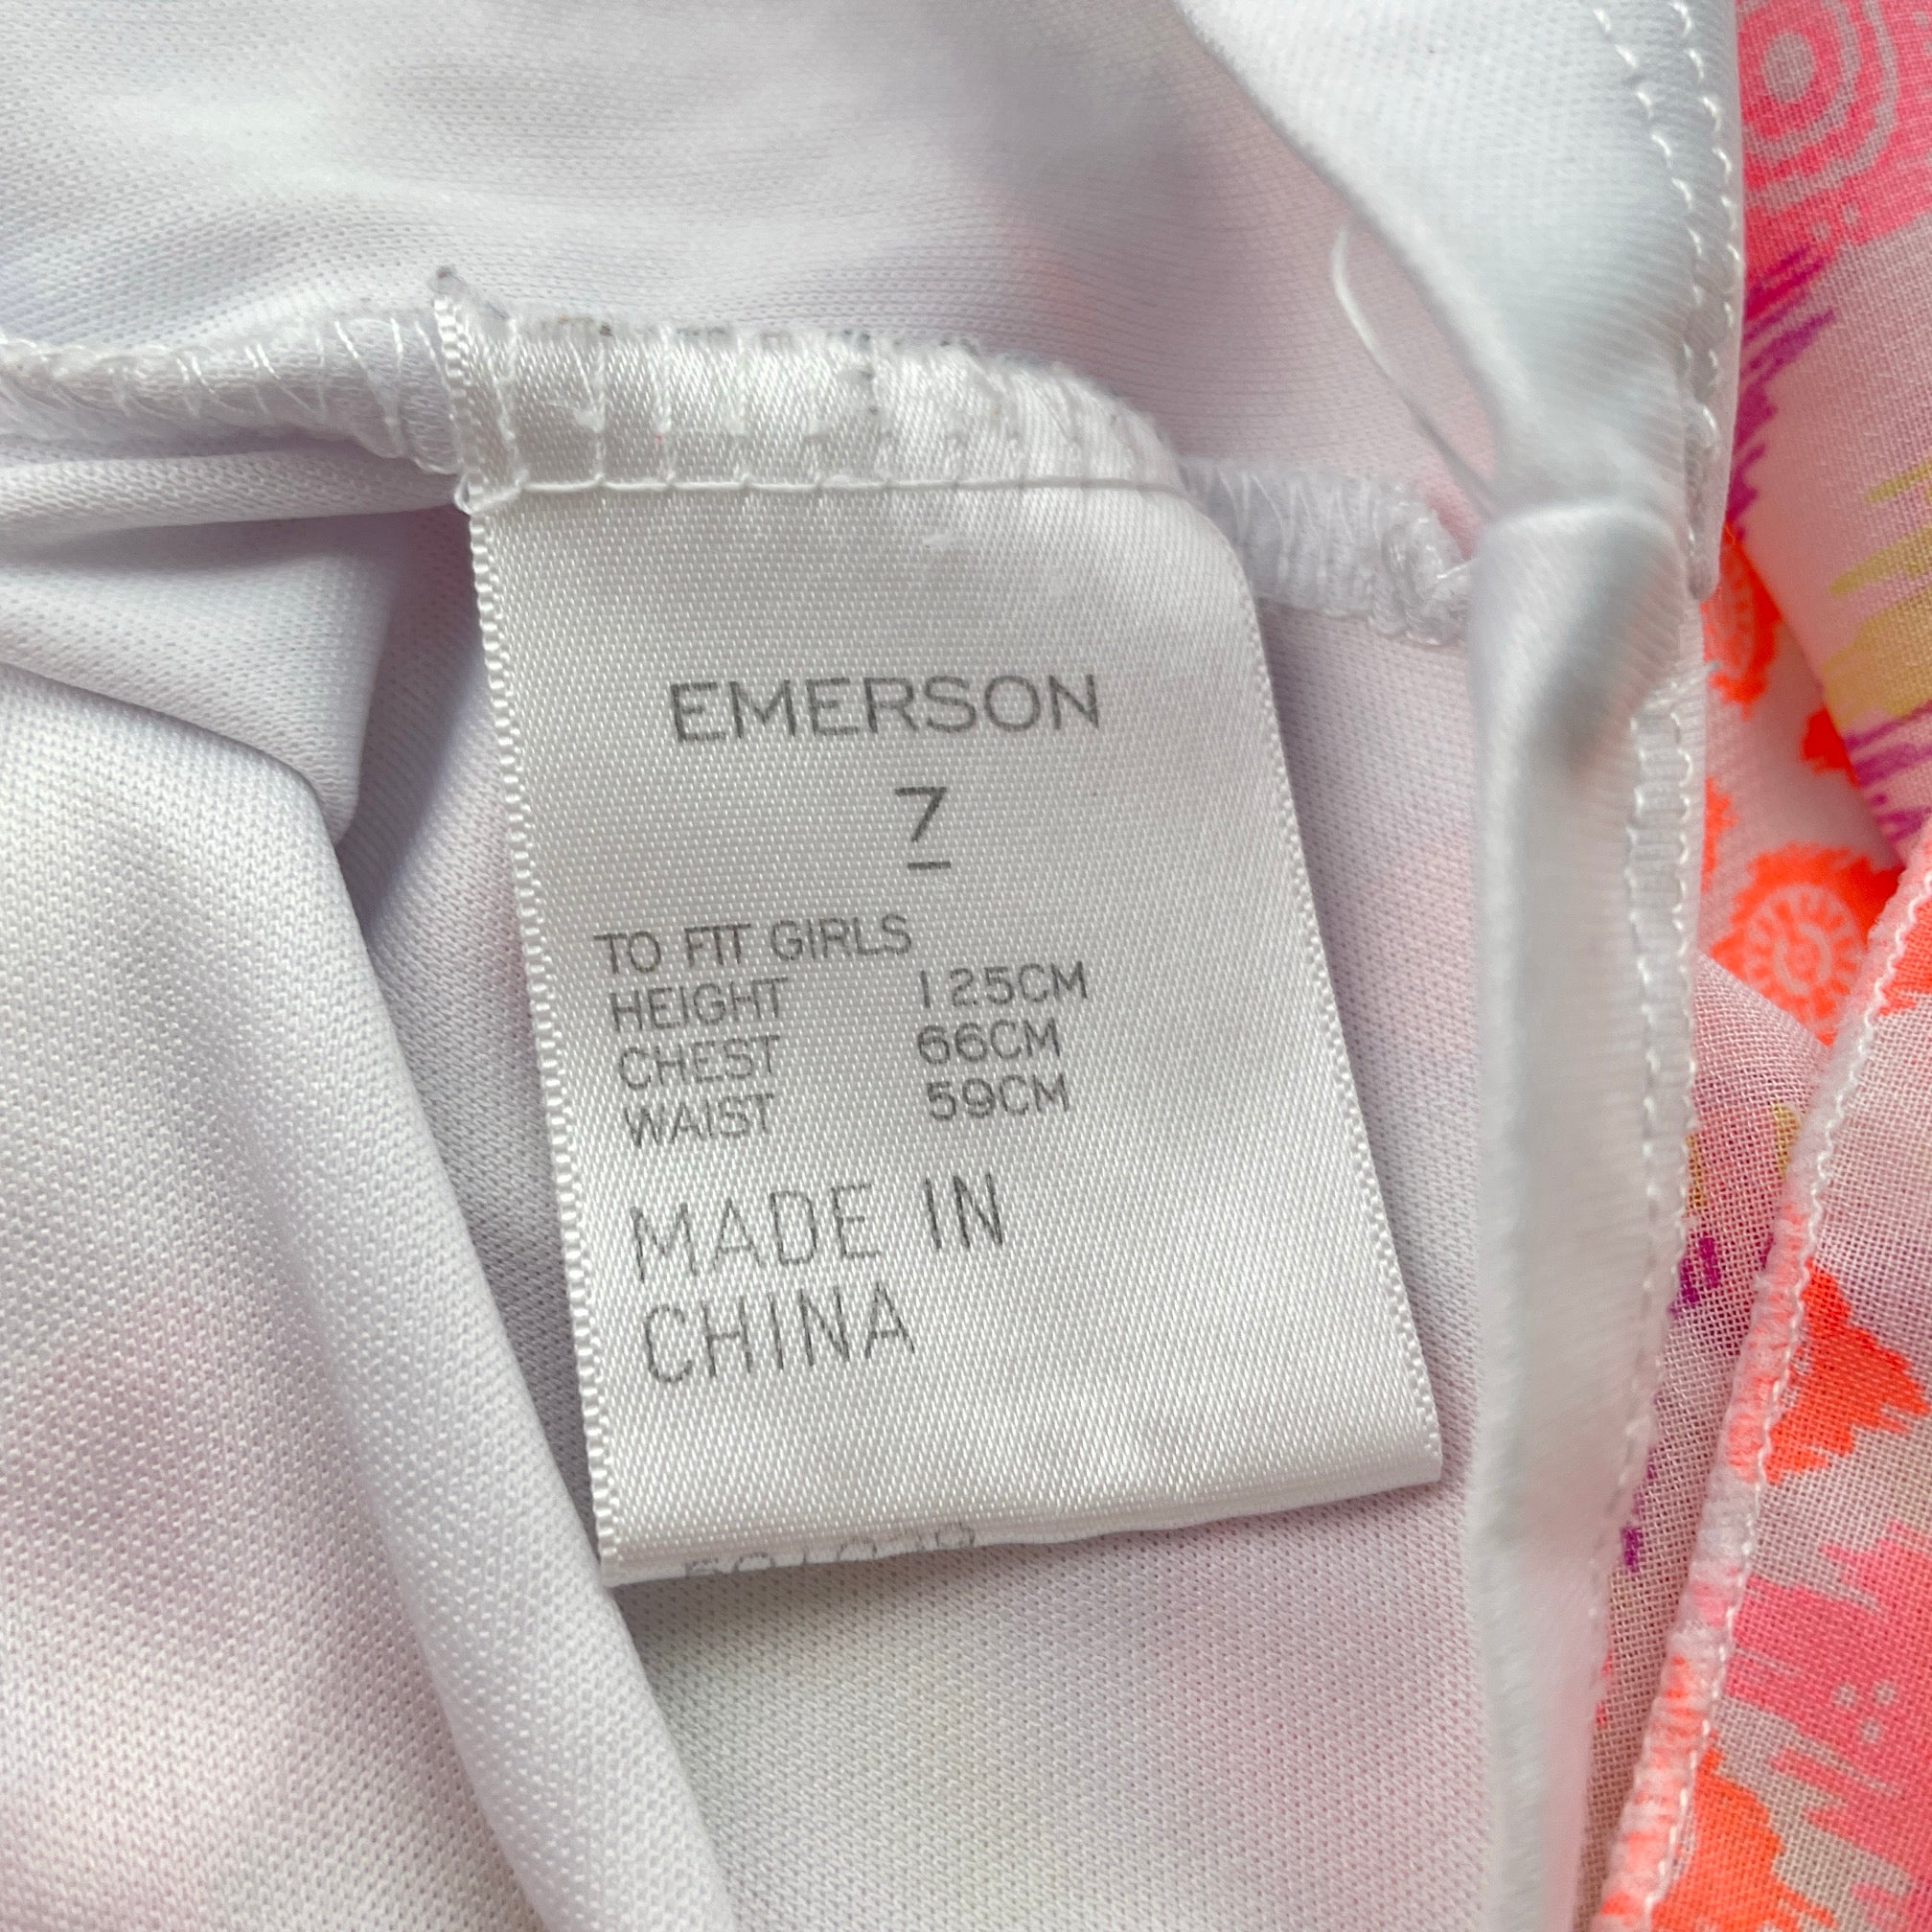 EMERSON
7
TO FIT GIRLS
HEIGHT 125CM
CHEST 66CM
WAIST 59CM
MADE IN
CHINA